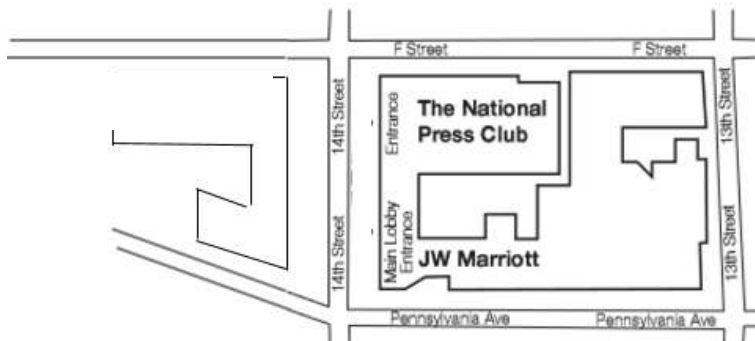 F Street
F Street
14th Street
The National
Press Club
Entrance
13th Street
14th Street
Main Lobby
Entrance
JW Marriott
13th Street
Pennsylvania Ave
Pennsylvania Ave